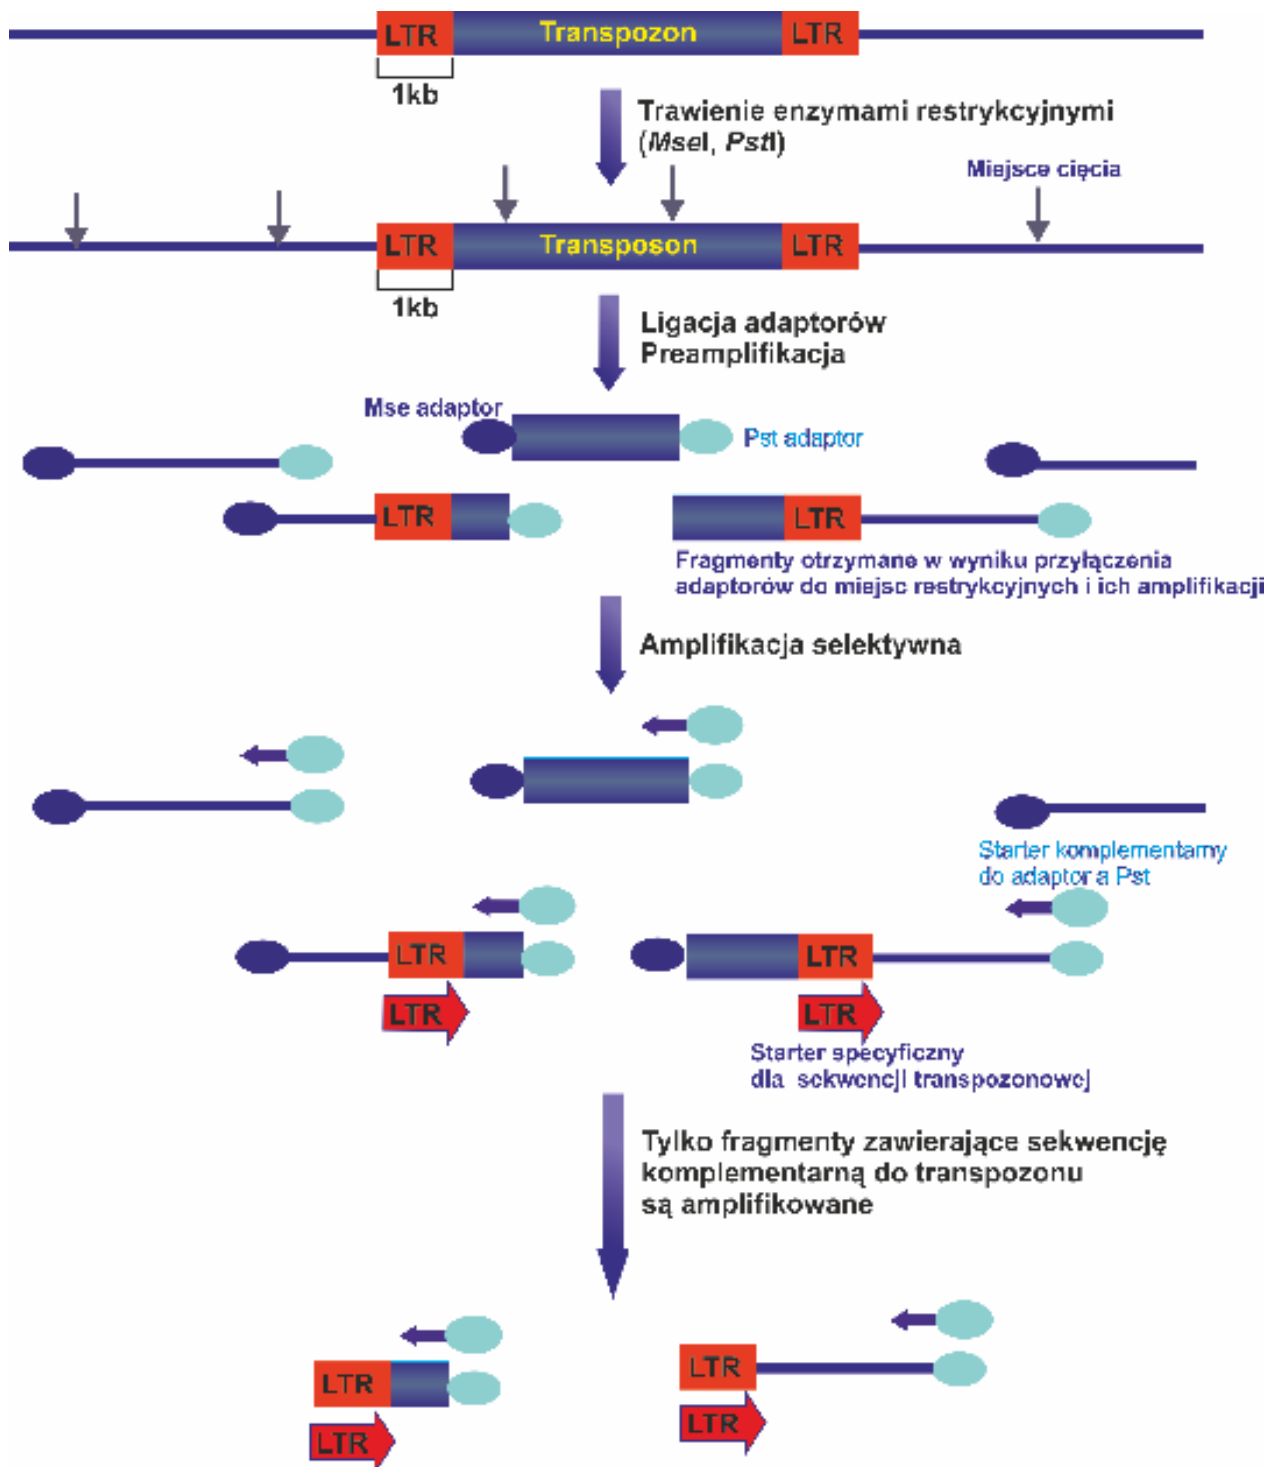 LTR Transpozon LTR
1kb
Trawienie enzymami restrykcyjnymi
(MseI, PstI)
Miejsce cięcia
LTR Transposon LTR
1kb
Ligacja adaptorów
Preamplifikacja
Mse adaptor
Pst adaptor
LTR
LTR
Fragmenty otrzymane w wyniku przyłączenia
adaptorów do miejsc restrykcyjnych i ich amplifikacji
Amplifikacja selektywna
Starter komplementarny
do adaptor a Pst
LTR
LTR
LTR
LTR
Starter specyficzny
dla sekwencji transpozonowej
Tylko fragmenty zawierające sekwencję
komplementarną do transpozonu
są amplifikowane
LTR
LTR
LTR
LTR